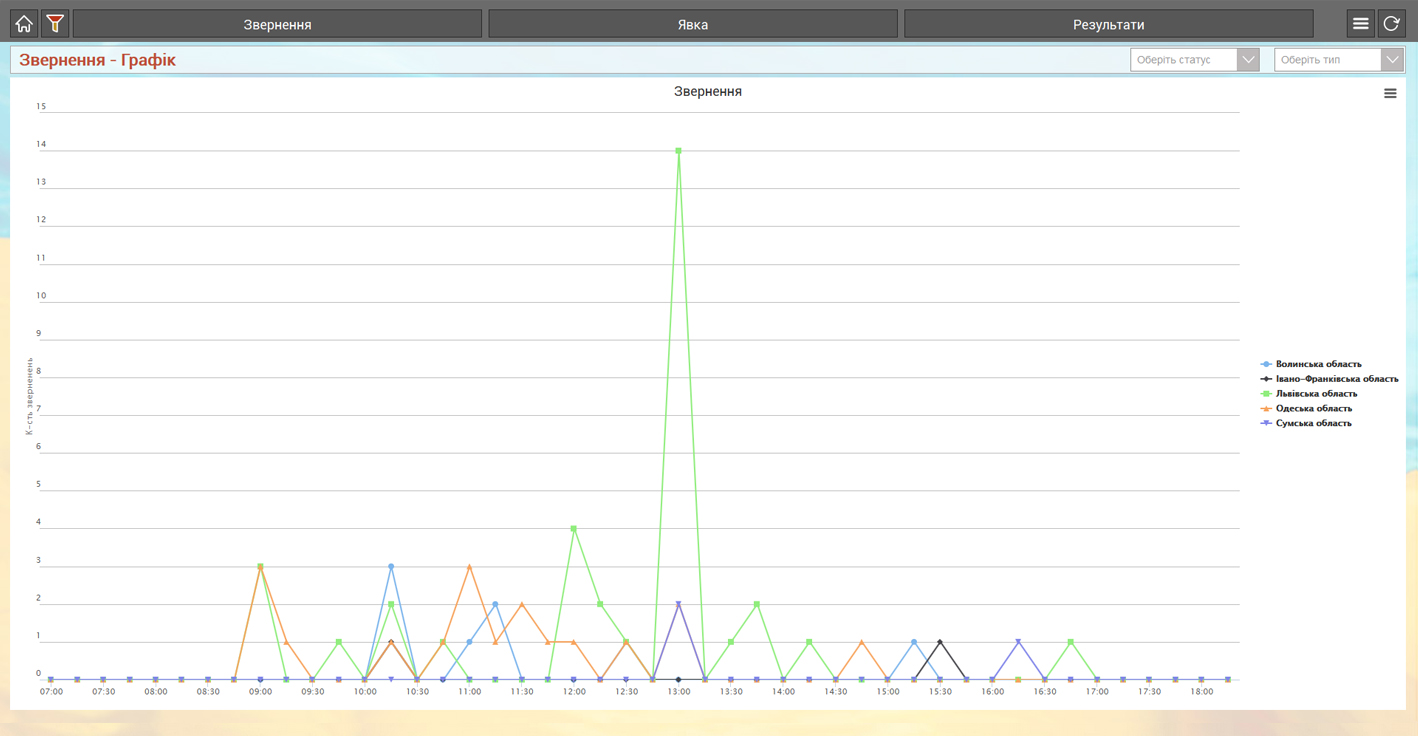 Звернення
Явка
Результати
Звернення - Графік
Оберіть статус
Оберіть тип
Звернення
15
14
13
12
11
10
9
8
7
6
5
4
3
2
1
0
К-сть зверненень
07:00 07:30 08:00 08:30 09:00 09:30 10:00 10:30 11:00 11:30 12:00 12:30 13:00 13:30 14:00 14:30 15:00 15:30 16:00 16:30 17:00 17:30 18:00
Волинська область
Івано-Франківська область
Львівська область
Одеська область
Сумська область